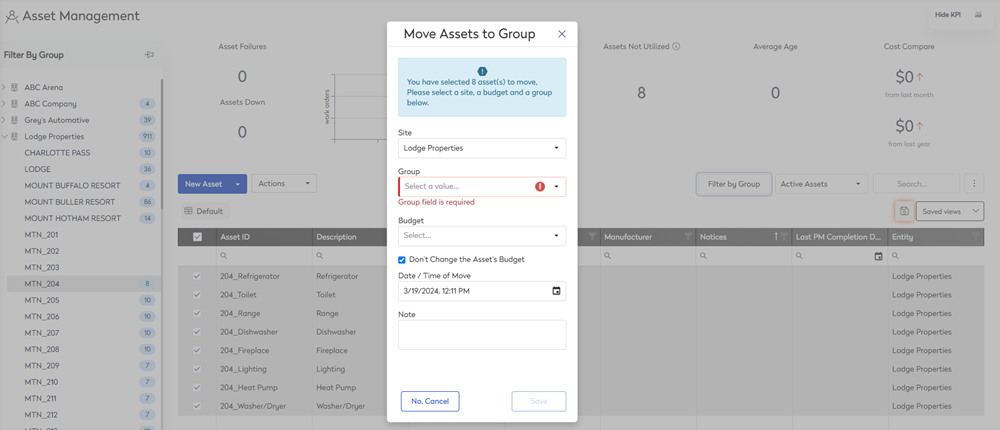 Asset Management
Hide KPI
Filter By Group
ABC Arena
ABC Company 4
Grey's Automotive 39
Lodge Properties 911
CHARLOTTE PASS 10
LODGE 36
MOUNT BUFFALO RESORT 4
MOUNT BULLER RESORT 86
MOUNT HOTHAM RESORT 14
MTN_201
MTN_202
MTN_203
MTN_204 8
MTN_205 10
MTN_206 10
MTN_207 10
MTN_208 10
MTN_209 7
MTN_210 7
MTN_211 7
MTN_212 7
Asset Failures
0
Assets Down
0
work orders
Assets Not Utilized
8
Average Age
0
Cost Compare
$0
from last month
$0
from last year
New Asset
Actions
Filter by Group
Active Assets
Search...
Default
Saved views
Asset ID Description Manufacturer Notices Last PM Completion D... Entity
204_Refrigerator Refrigerator Lodge Properties
204_Toilet Toilet Lodge Properties
204_Range Range Lodge Properties
204_Dishwasher Dishwasher Lodge Properties
204_Fireplace Fireplace Lodge Properties
204_Lighting Lighting Lodge Properties
204_Heat Pump Heat Pump Lodge Properties
204_Washer/Dryer Washer/Dryer Lodge Properties
Move Assets to Group
You have selected 8 asset(s) to move,
Please select a site, a budget and a group
below.
Site
Lodge Properties
Group
Select a value...
Group field is required
Budget
Select...
Don't Change the Asset's Budget
Date / Time of Move
3/19/2024, 12:11 PM
Note
No, Cancel
Save